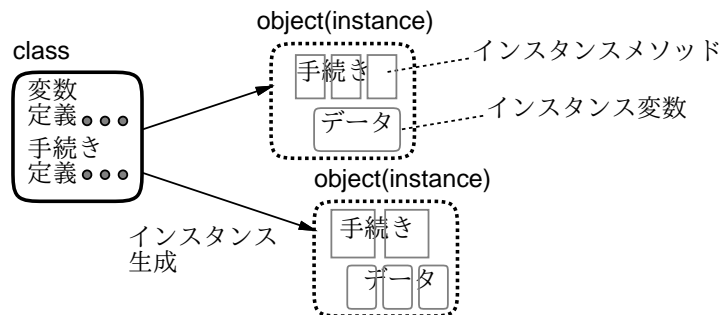 object(instance)
class
インスタンスメソッド
手続き
変数
定義
インスタンス変数
データ
手続き
定義
object(instance)
インスタンス
生成
手続き
データ